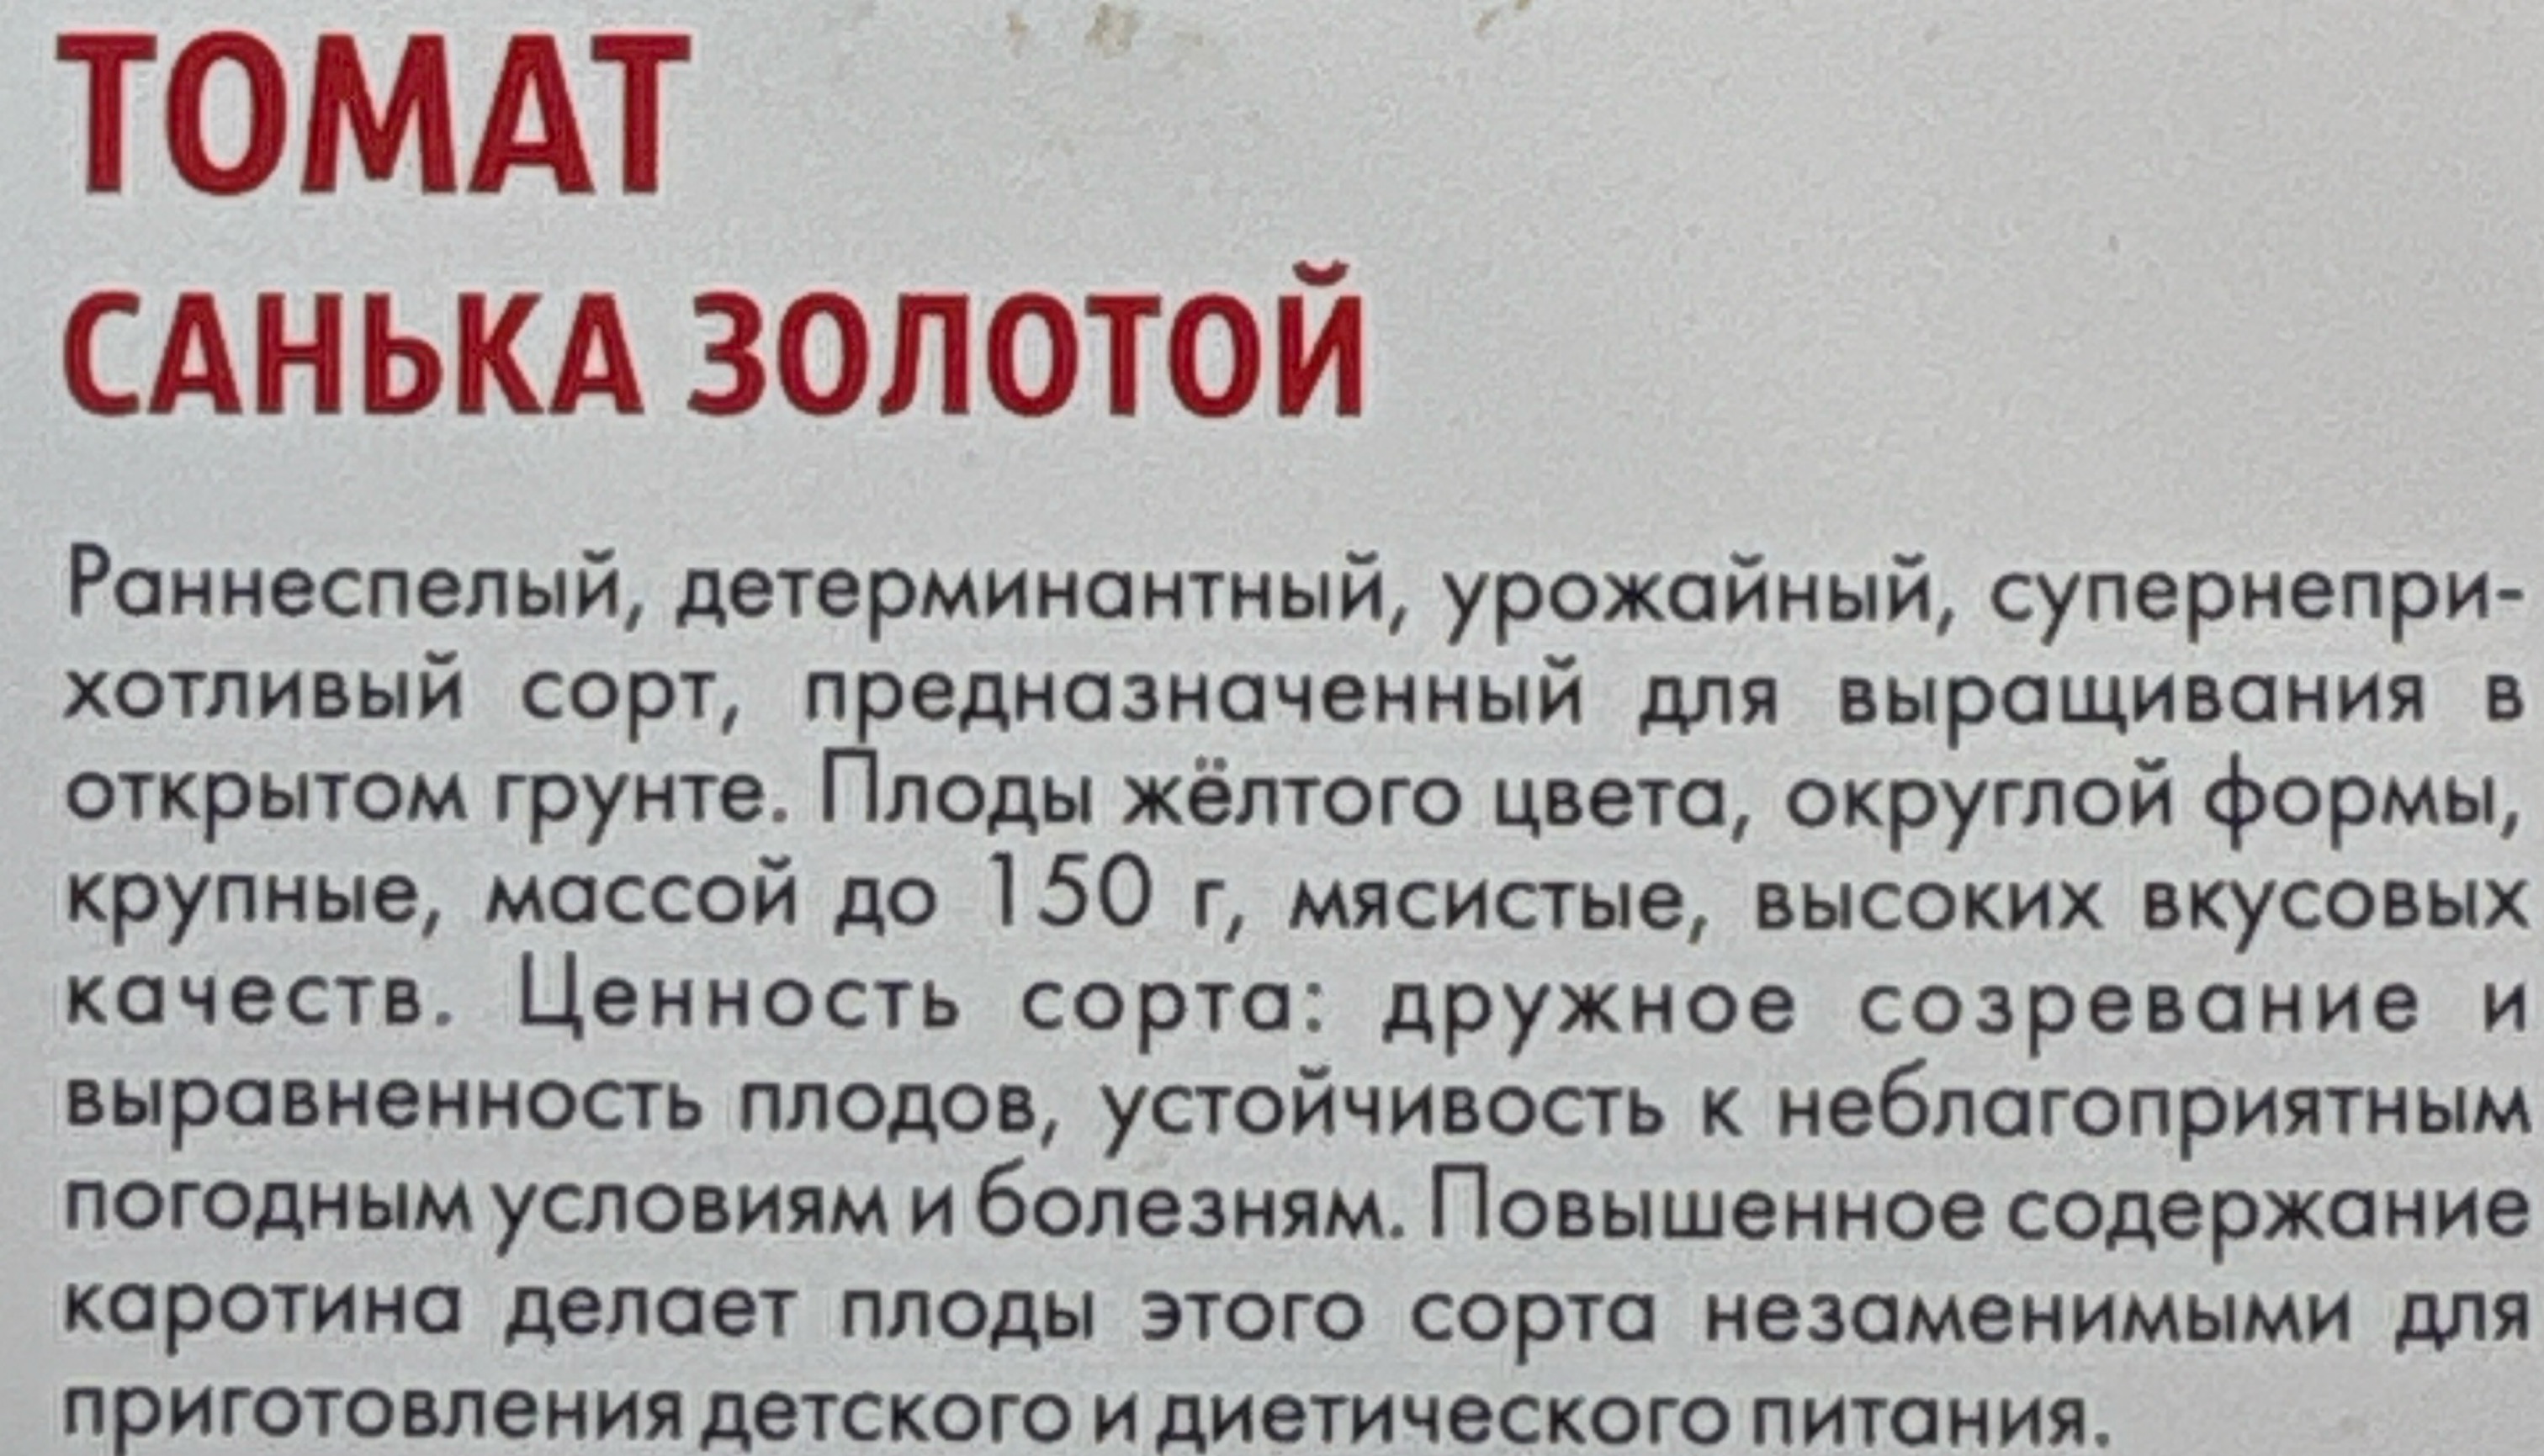 ТОМАТ
САНЬКА ЗОЛОТОЙ
Раннеспелый, детерминантный, урожайный, супернепри-
хотливый сорт, предназначенный для выращивания в
открытом грунте. Плоды жёлтого цвета, округлой формы,
крупные, массой до 150 г, мясистые, высоких вкусовых
качеств. Ценность сорта: дружное созревание и
выравненность плодов, устойчивость к неблагоприятным
погодным условиям и болезням. Повышенное содержание
каротина делает плоды этого сорта незаменимыми для
приготовления детского и диетического питания.